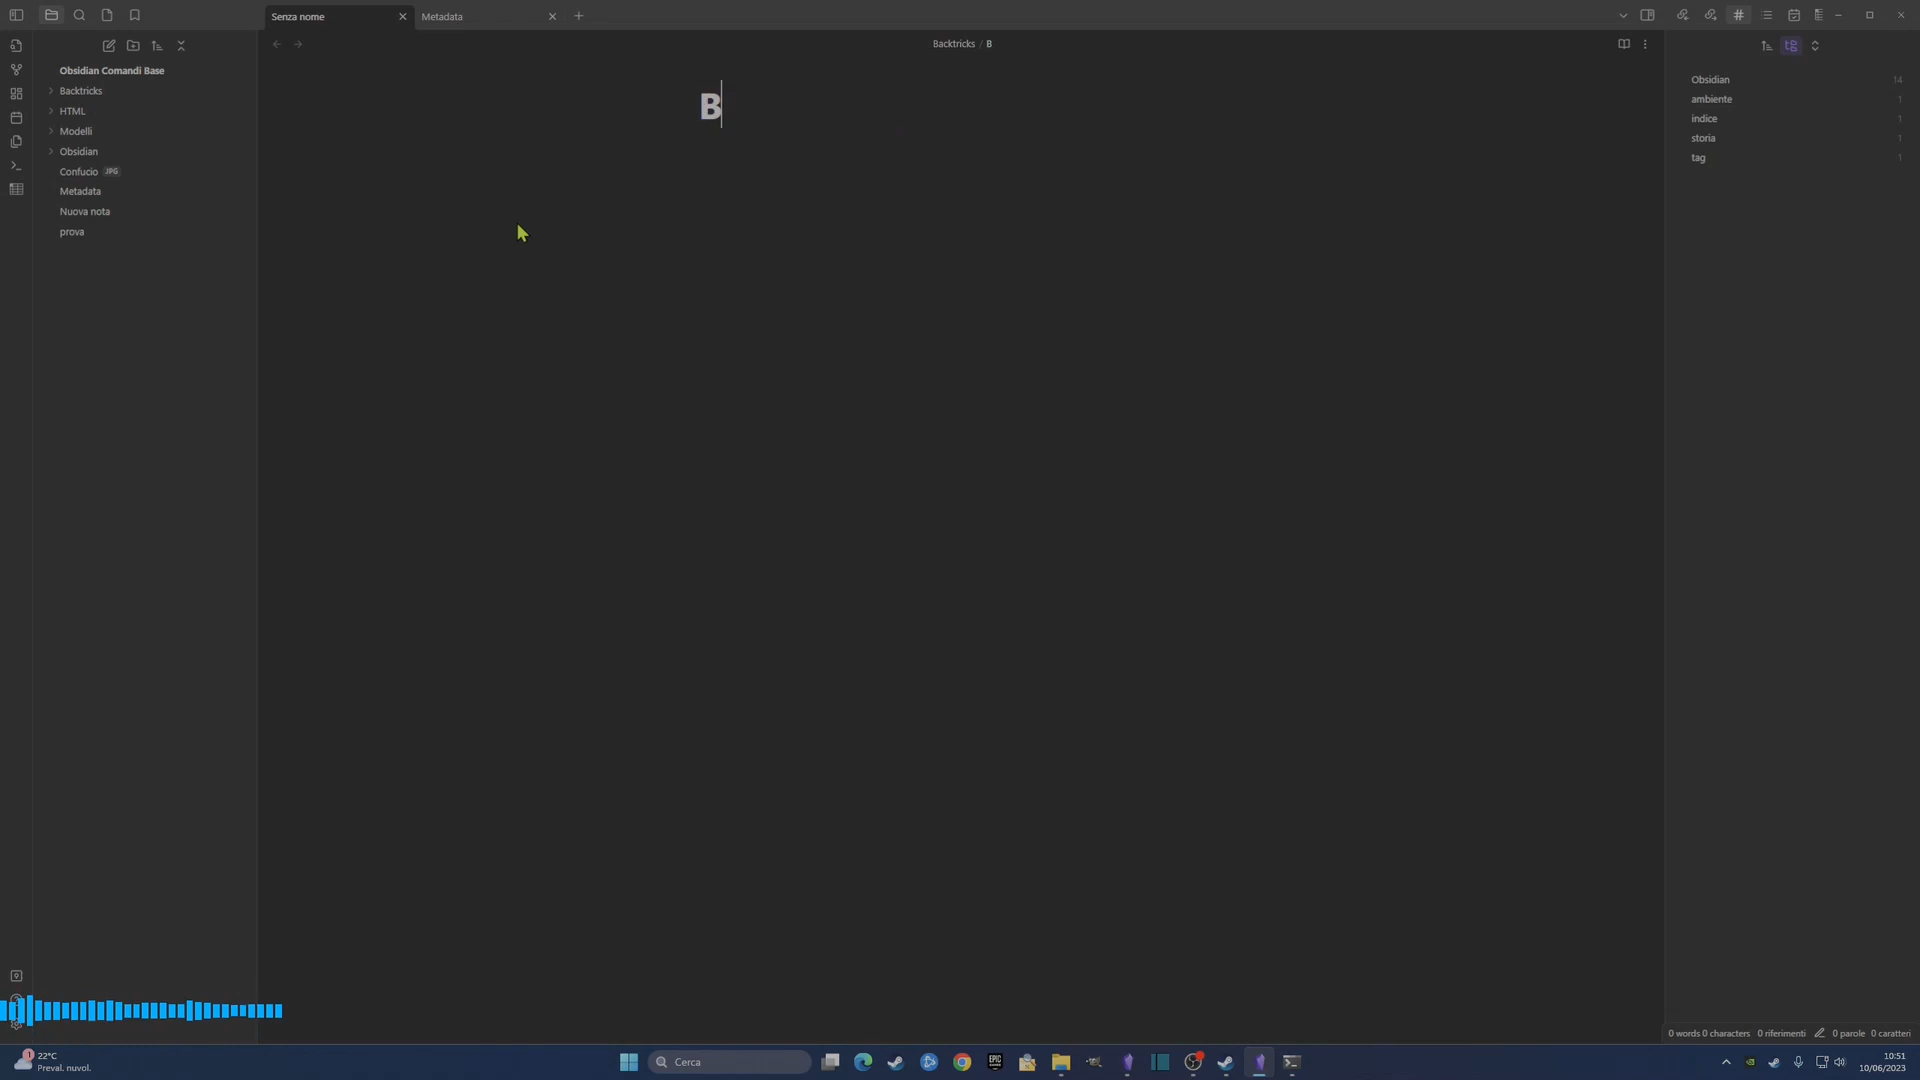 Senza nome
Metadata
Backtricks / B
Obsidian Comandi Base
Backtricks
HTML
Modelli
Obsidian
Confucio JPG
Metadata
Nuova nota
prova
B
Obsidian 14
ambiente 1
indice 1
storia 1
tag 1
0 words 0 characters 0 riferimenti 0 parole 0 caratteri
1
22°C
Preval. nuvol.
Cerca
EPIC
10:51
10/06/2023